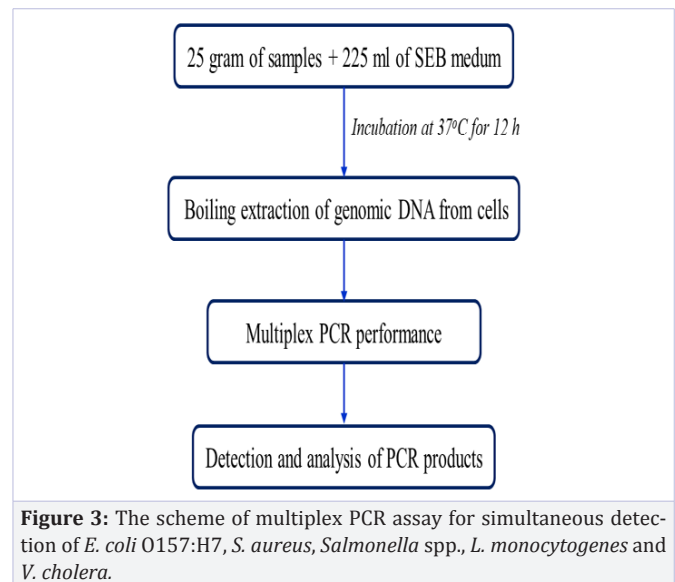 25 gram of samples + 225 ml of SEB medum
Incubation at 37ºC for 12 h
Boiling extraction of genomic DNA from cells
Multiplex PCR performance
Detection and analysis of PCR products
Figure 3: The scheme of multiplex PCR assay for simultaneous detec-
tion of E. coli O157:H7, S. aureus, Salmonella spp., L. monocytogenes and
V. cholera.